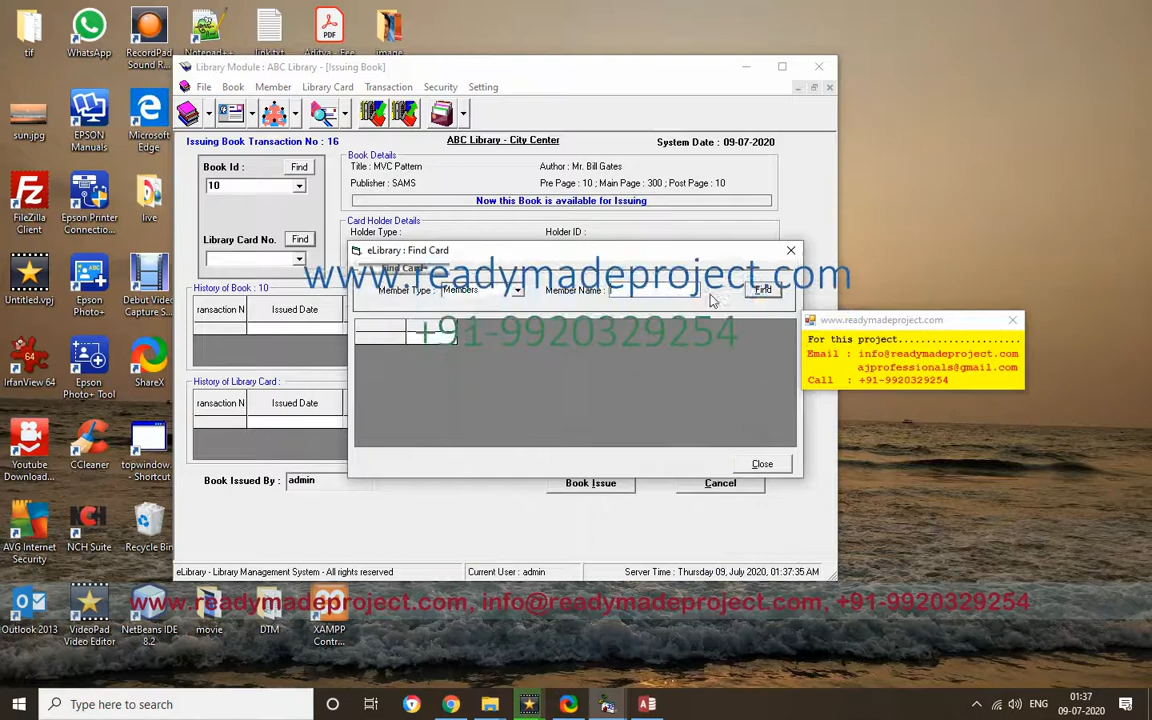 tif
WhatsApp
RecordPad
Sound R...
Notepad++
link.txt
image
Library Module : ABC Library - [Issuing Book]
File Book Member Library Card Transaction Security Setting
Issuing Book Transaction No : 16
ABC Library - City Center
System Date : 09-07-2020
Book Id :
Find
10
Library Card No.
Find
Book Details
Title : MVC Pattern
Author : Mr. Bill Gates
Publisher : SAMS
Pre Page : 10 ; Main Page : 300 ; Post Page : 10
Now this Book is available for Issuing
Card Holder Details
Holder Type :
Holder ID :
eLibrary : Find Card
Find Card
Member Type :
Members
Member Name :
Find
Close
www.readymadeproject.com
+91-9920329254
www.readymadeproject.com
For this project.....................
Email : info@readymadeproject.com
ajprofessionals@gmail.com
Call : +91-9920329254
History of Book : 10
ransaction N
Issued Date
History of Library Card :
ransaction N
Issued Date
Book Issued By :
admin
Book Issue
Cancel
eLibrary - Library Management System - All rights reserved
Current User : admin
Server Time : Thursday 09, July 2020, 01:37:35 AM
www.readymadeproject.com, info@readymadeproject.com, +91-9920329254
sun.jpg
EPSON
Manuals
Microsoft
Edge
FileZilla
Client
Epson Printer
Connectio...
live
Untitled.vpj
Epson
Photo+
Debut Video
Capture S...
64
IrfanView 64
Epson
Photo+ Tool
ShareX
Youtube
Download...
CCleaner
topwindow...
- Shortcut
AVG Internet
Security
NCH
NCH Suite
Recycle Bin
Outlook 2013
VideoPad
Video Editor
NetBeans IDE
8.2
movie
DTM
XAMPP
Contr...
Type here to search
ENG
01:37
09-07-2020